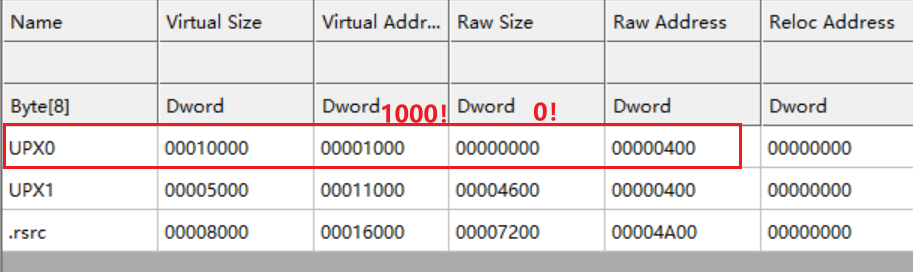 Name Virtual Size Virtual Addr... Raw Size Raw Address Reloc Address
Byte[8] Dword Dword 1000! Dword 0! Dword Dword
UPX0 00010000 00001000 00000000 00000400 00000000
UPX1 00005000 00011000 00004600 00000400 00000000
.rsrc 00008000 00016000 00007200 00004A00 00000000